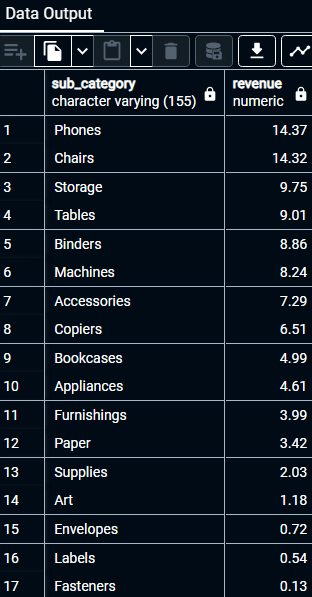 Data Output
sub_category revenue
character varying (155) numeric
1 Phones 14.37
2 Chairs 14.32
3 Storage 9.75
4 Tables 9.01
5 Binders 8.86
6 Machines 8.24
7 Accessories 7.29
8 Copiers 6.51
9 Bookcases 4.99
10 Appliances 4.61
11 Furnishings 3.99
12 Paper 3.42
13 Supplies 2.03
14 Art 1.18
15 Envelopes 0.72
16 Labels 0.54
17 Fasteners 0.13